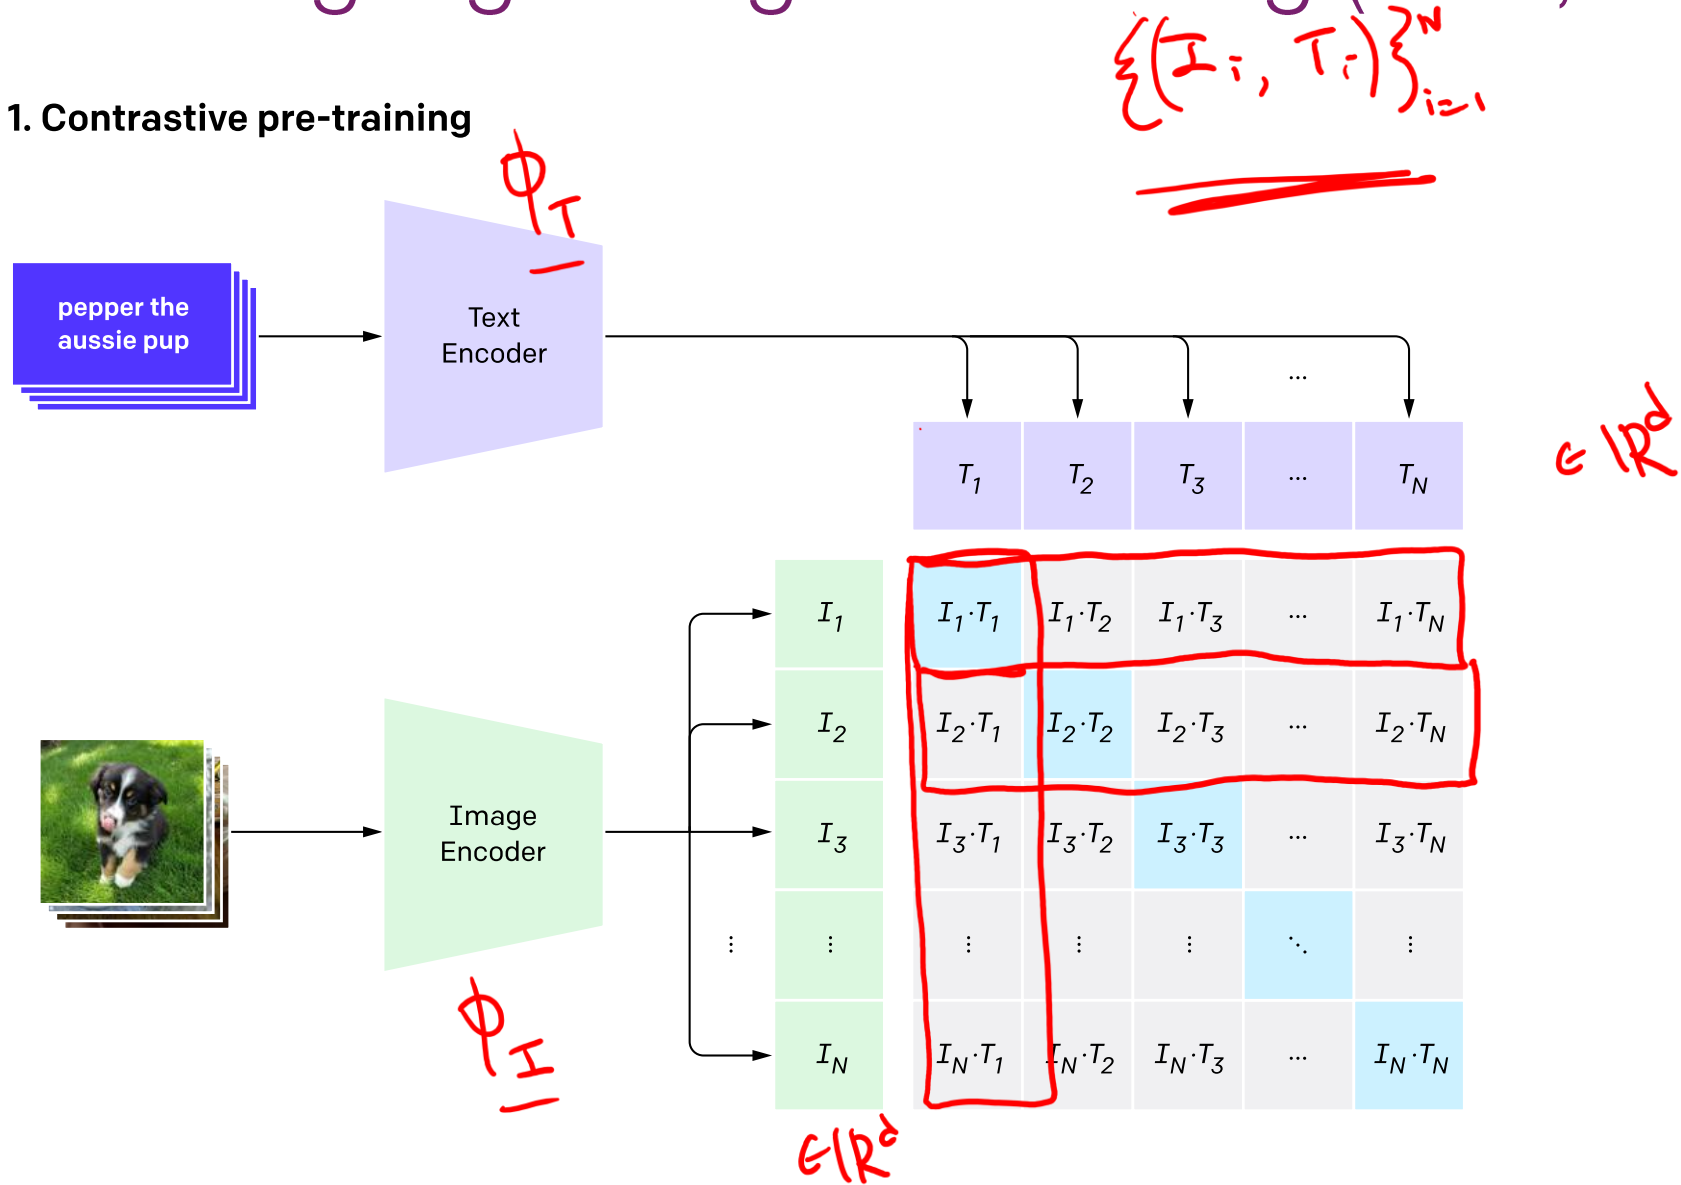 {(I_i, T_i)}_{i=1}^N
1. Contrastive pre-training
ϕ_T
pepper the
aussie pup
Text
Encoder
...
∈ ℝ^d
T_1 T_2 T_3 ... T_N
I_1 I_1·T_1 I_1·T_2 I_1·T_3 ... I_1·T_N
I_2 I_2·T_1 I_2·T_2 I_2·T_3 ... I_2·T_N
Image
Encoder
I_3 I_3·T_1 I_3·T_2 I_3·T_3 ... I_3·T_N
⋮ ⋮ ⋮ ⋮ ⋮ ⋱ ⋮
ϕ_I
I_N I_N·T_1 I_N·T_2 I_N·T_3 ... I_N·T_N
∈ ℝ^d